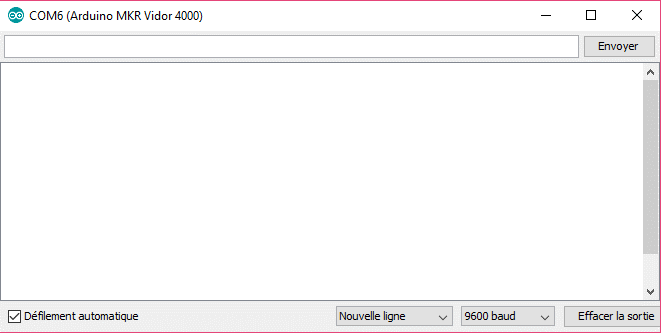 COM6 (Arduino MKR Vidor 4000)
Envoyer
Défilement automatique
Nouvelle ligne
9600 baud
Effacer la sortie